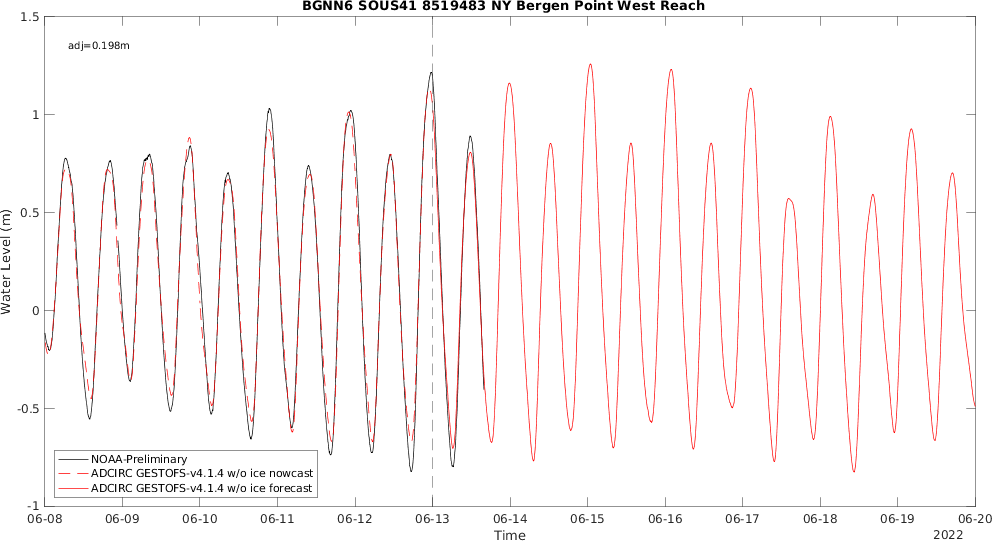 BGNN6 SOUS41 8519483 NY Bergen Point West Reach
adj=0.198m
1.5
1
0.5
0
-0.5
-1
Water Level (m)
NOAA-Preliminary
ADCIRC GESTOFS-v4.1.4 w/o ice nowcast
ADCIRC GESTOFS-v4.1.4 w/o ice forecast
06-08 06-09 06-10 06-11 06-12 06-13 06-14 06-15 06-16 06-17 06-18 06-19 06-20
Time
2022